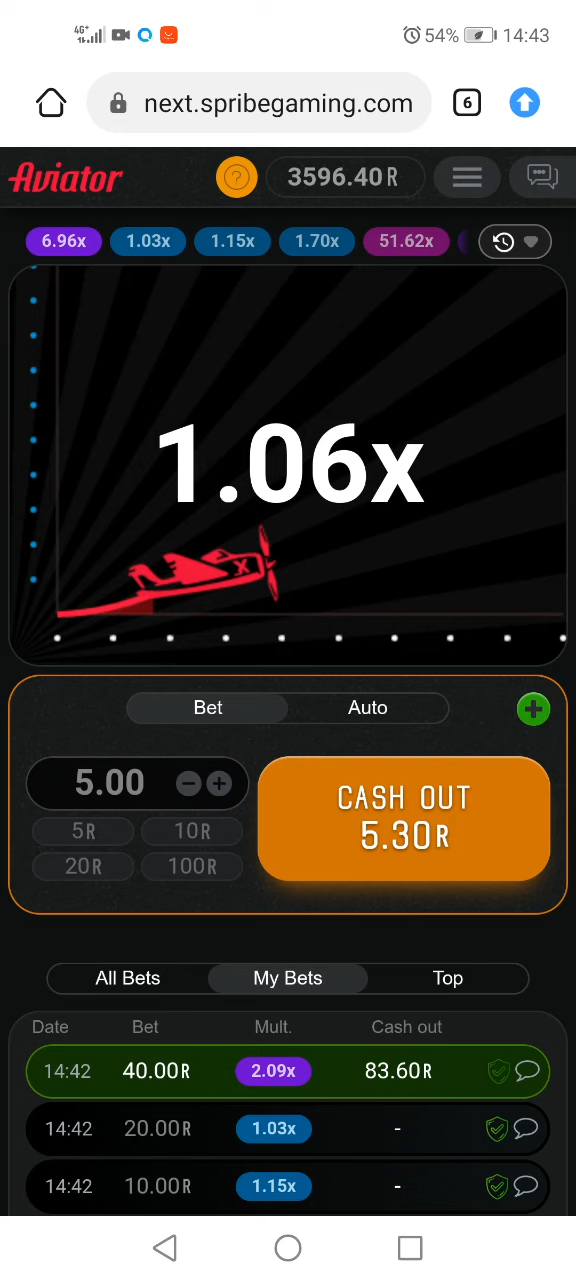 4G+ 54% 14:43
next.spribegaming.com 6
Aviator ? 3596.40 R
6.96x 1.03x 1.15x 1.70x 51.62x
1.06x
X
Bet Auto
5.00
CASH OUT
5.30R
5R 10R
20R 100R
All Bets My Bets Top
Date Bet Mult. Cash out
14:42 40.00R 2.09x 83.60R
14:42 20.00R 1.03x -
14:42 10.00R 1.15x -